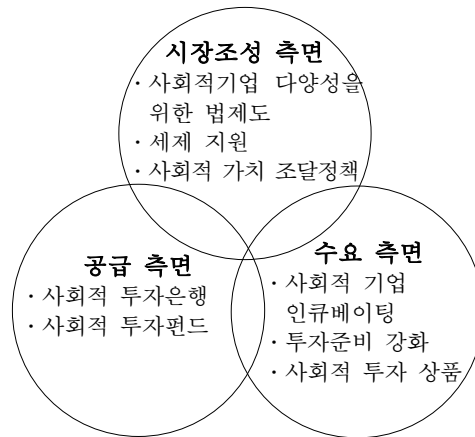 시장조성 측면
· 사회적기업 다양성을
위한 법제도
· 세제 지원
· 사회적 가치 조달정책
공급 측면
· 사회적 투자은행
· 사회적 투자펀드
수요 측면
· 사회적 기업
인큐베이팅
· 투자준비 강화
· 사회적 투자 상품